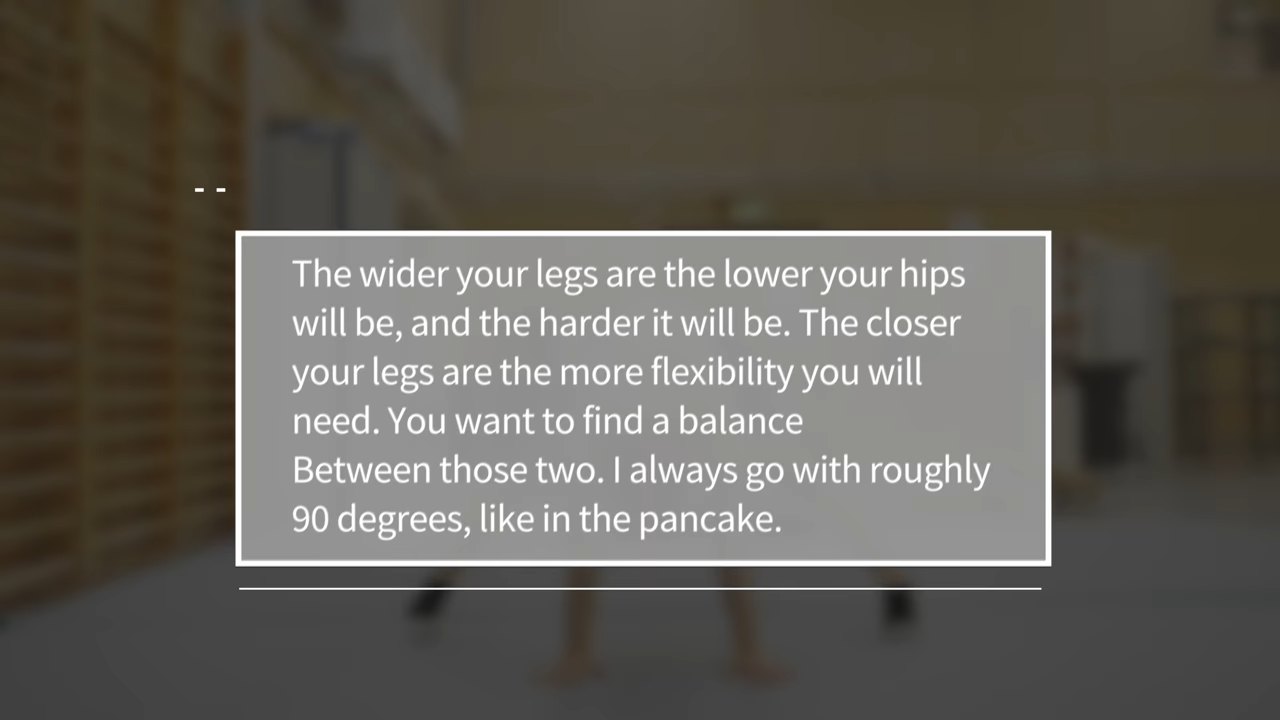 --
The wider your legs are the lower your hips
will be, and the harder it will be. The closer
your legs are the more flexibility you will
need. You want to find a balance
Between those two. I always go with roughly
90 degrees, like in the pancake.